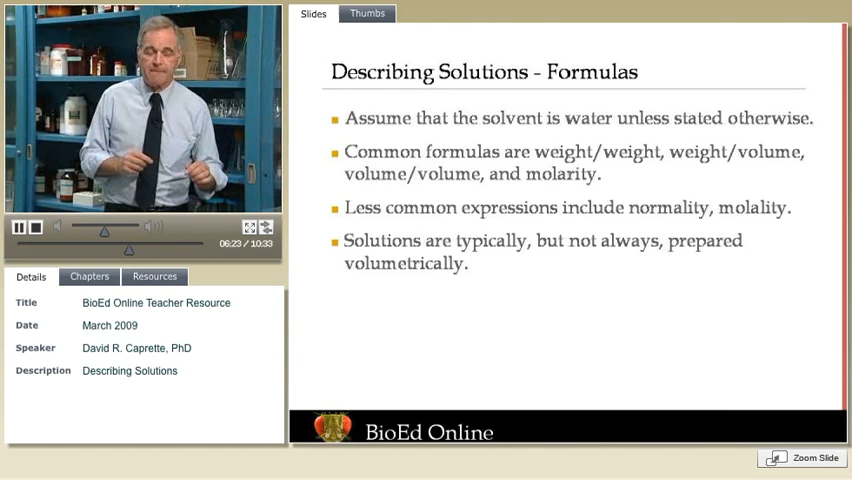 Slides
Thumbs
Describing Solutions - Formulas
Assume that the solvent is water unless stated otherwise.
Common formulas are weight/weight, weight/volume,
volume/volume, and molarity.
Less common expressions include normality, molality.
Solutions are typically, but not always, prepared
volumetrically.
06:23 / 10:33
Details
Chapters
Resources
Title BioEd Online Teacher Resource
Date March 2009
Speaker David R. Caprette, PhD
Description Describing Solutions
BioEd Online
Zoom Slide